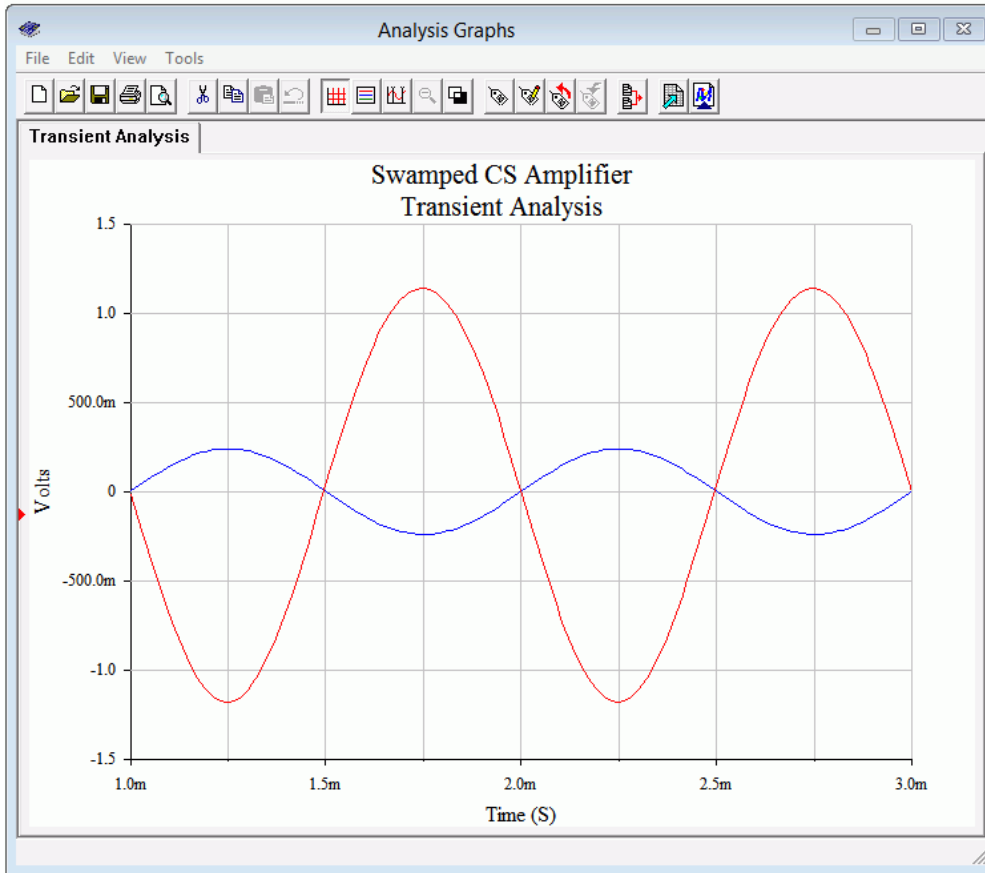 Analysis Graphs
File Edit View Tools
Transient Analysis
Swamped CS Amplifier
Transient Analysis
1.5
1.0
500.0m
0
-500.0m
-1.0
-1.5
Volts
1.0m 1.5m 2.0m 2.5m 3.0m
Time (S)